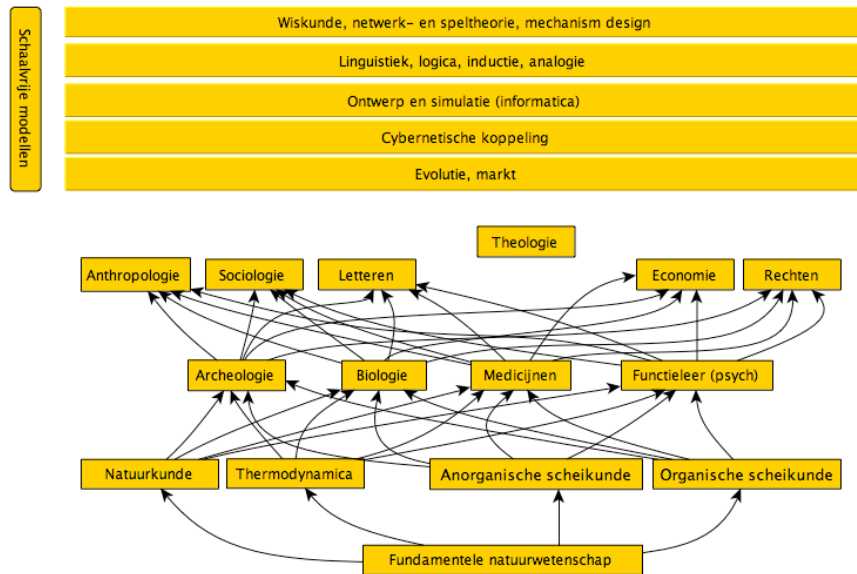 Schaalvrije modellen
Wiskunde, netwerk- en speltheorie, mechanism design
Linguistiek, logica, inductie, analogie
Ontwerp en simulatie (informatica)
Cybernetische koppeling
Evolutie, markt
Theologie
Anthropologie
Sociologie
Letteren
Economie
Rechten
Archeologie
Biologie
Medicijnen
Functieleer (psych)
Natuurkunde
Thermodynamica
Anorganische scheikunde
Organische scheikunde
Fundamentele natuurwetenschap